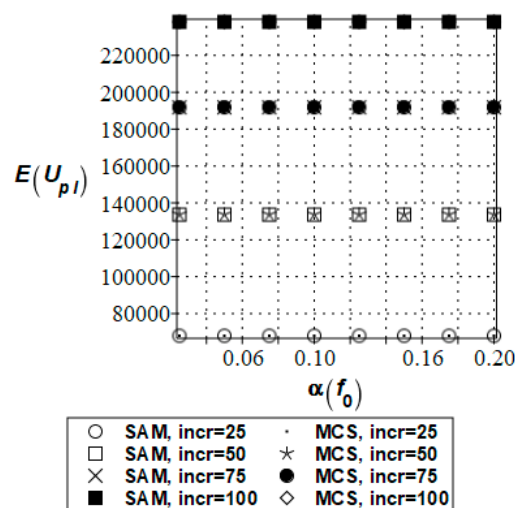 220000
200000
180000
E(U_pl) 160000
140000
120000
100000
80000
0.06 0.10 0.16 0.20
α(f_0)
SAM, incr=25 MCS, incr=25
SAM, incr=50 MCS, incr=50
SAM, incr=75 MCS, incr=75
SAM, incr=100 MCS, incr=100